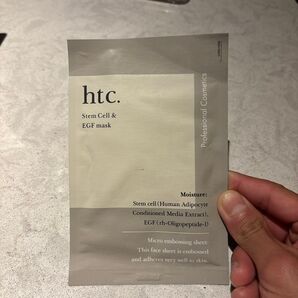 htc.
Stem Cell &
EGF mask
Professional Cosmetics
Moisture:
Stem cell (Human Adipocyte
Conditioned Media Extract),
EGF (rh-Oligopeptide-1)
Micro embossing sheet:
This face sheet is embossed
and adheres very well to skin.